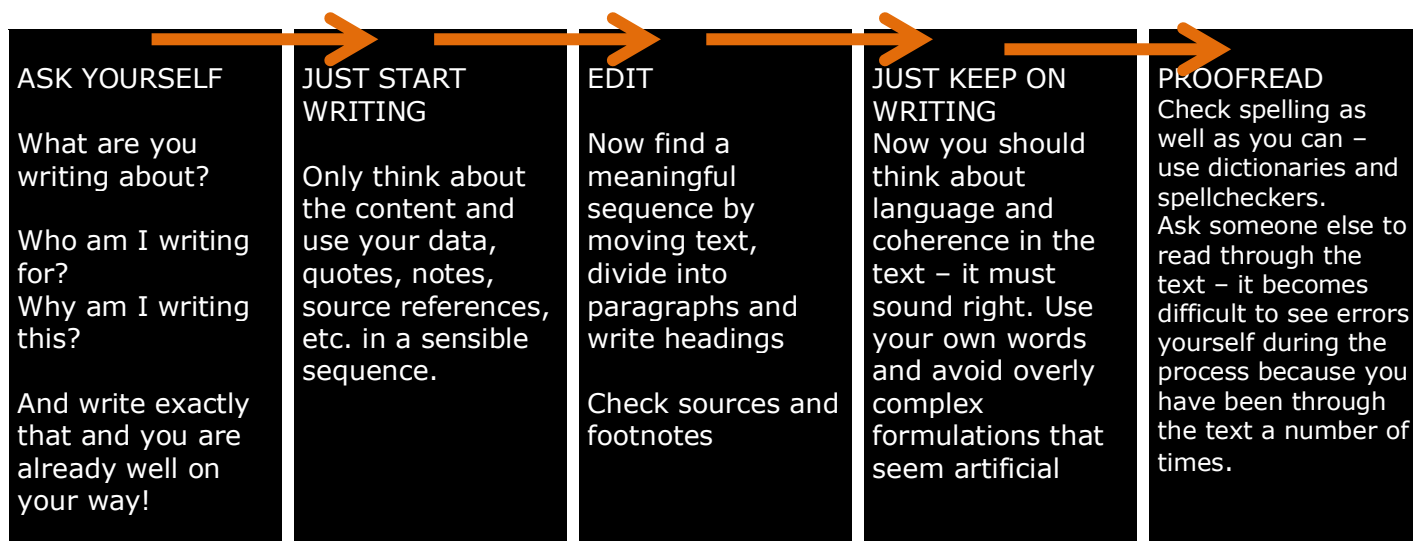 ASK YOURSELF
What are you
writing about?
Who am I writing
for?
Why am I writing
this?
And write exactly
that and you are
already well on
your way!
JUST START
WRITING
Only think about
the content and
use your data,
quotes, notes,
source references,
etc. in a sensible
sequence.
EDIT
Now find a
meaningful
sequence by
moving text,
divide into
paragraphs and
write headings
Check sources and
footnotes
JUST KEEP ON
WRITING
Now you should
think about
language and
coherence in the
text – it must
sound right. Use
your own words
and avoid overly
complex
formulations that
seem artificial
PROOFREAD
Check spelling as
well as you can –
use dictionaries and
spellcheckers.
Ask someone else to
read through the
text – it becomes
difficult to see errors
yourself during the
process because you
have been through
the text a number of
times.